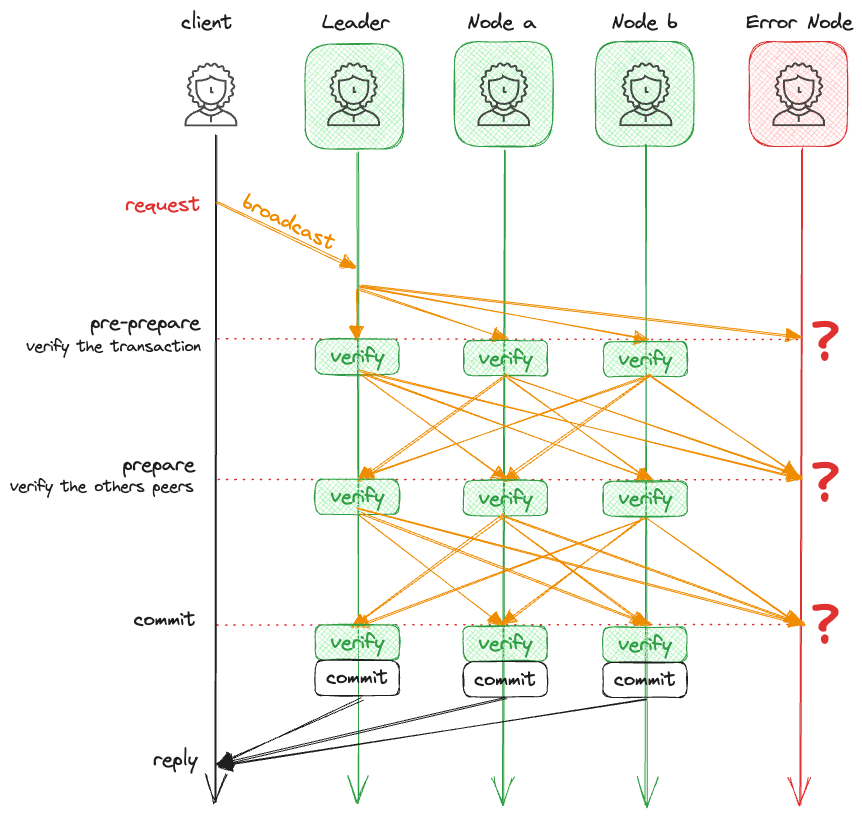 client
Leader
Node a
Node b
Error Node
request
broadcast
pre-prepare
verify the transaction
?
verify
verify
verify
prepare
verify the others peers
?
verify
verify
verify
commit
?
verify
verify
verify
commit
commit
commit
reply